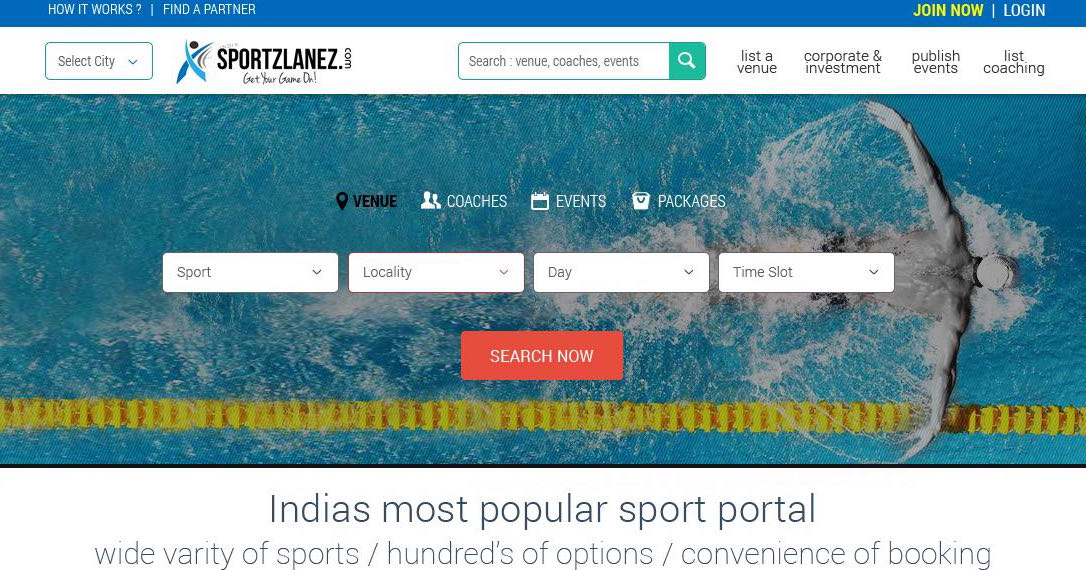 HOW IT WORKS ? | FIND A PARTNER
JOIN NOW | LOGIN
Select City
SPORTZLANEZ.COM
Get Your Game On!
Search : venue, coaches, events
list a
venue
corporate &
investment
publish
events
list
coaching
VENUE
COACHES
EVENTS
PACKAGES
Sport
Locality
Day
Time Slot
SEARCH NOW
Indias most popular sport portal
wide varity of sports / hundred's of options / convenience of booking